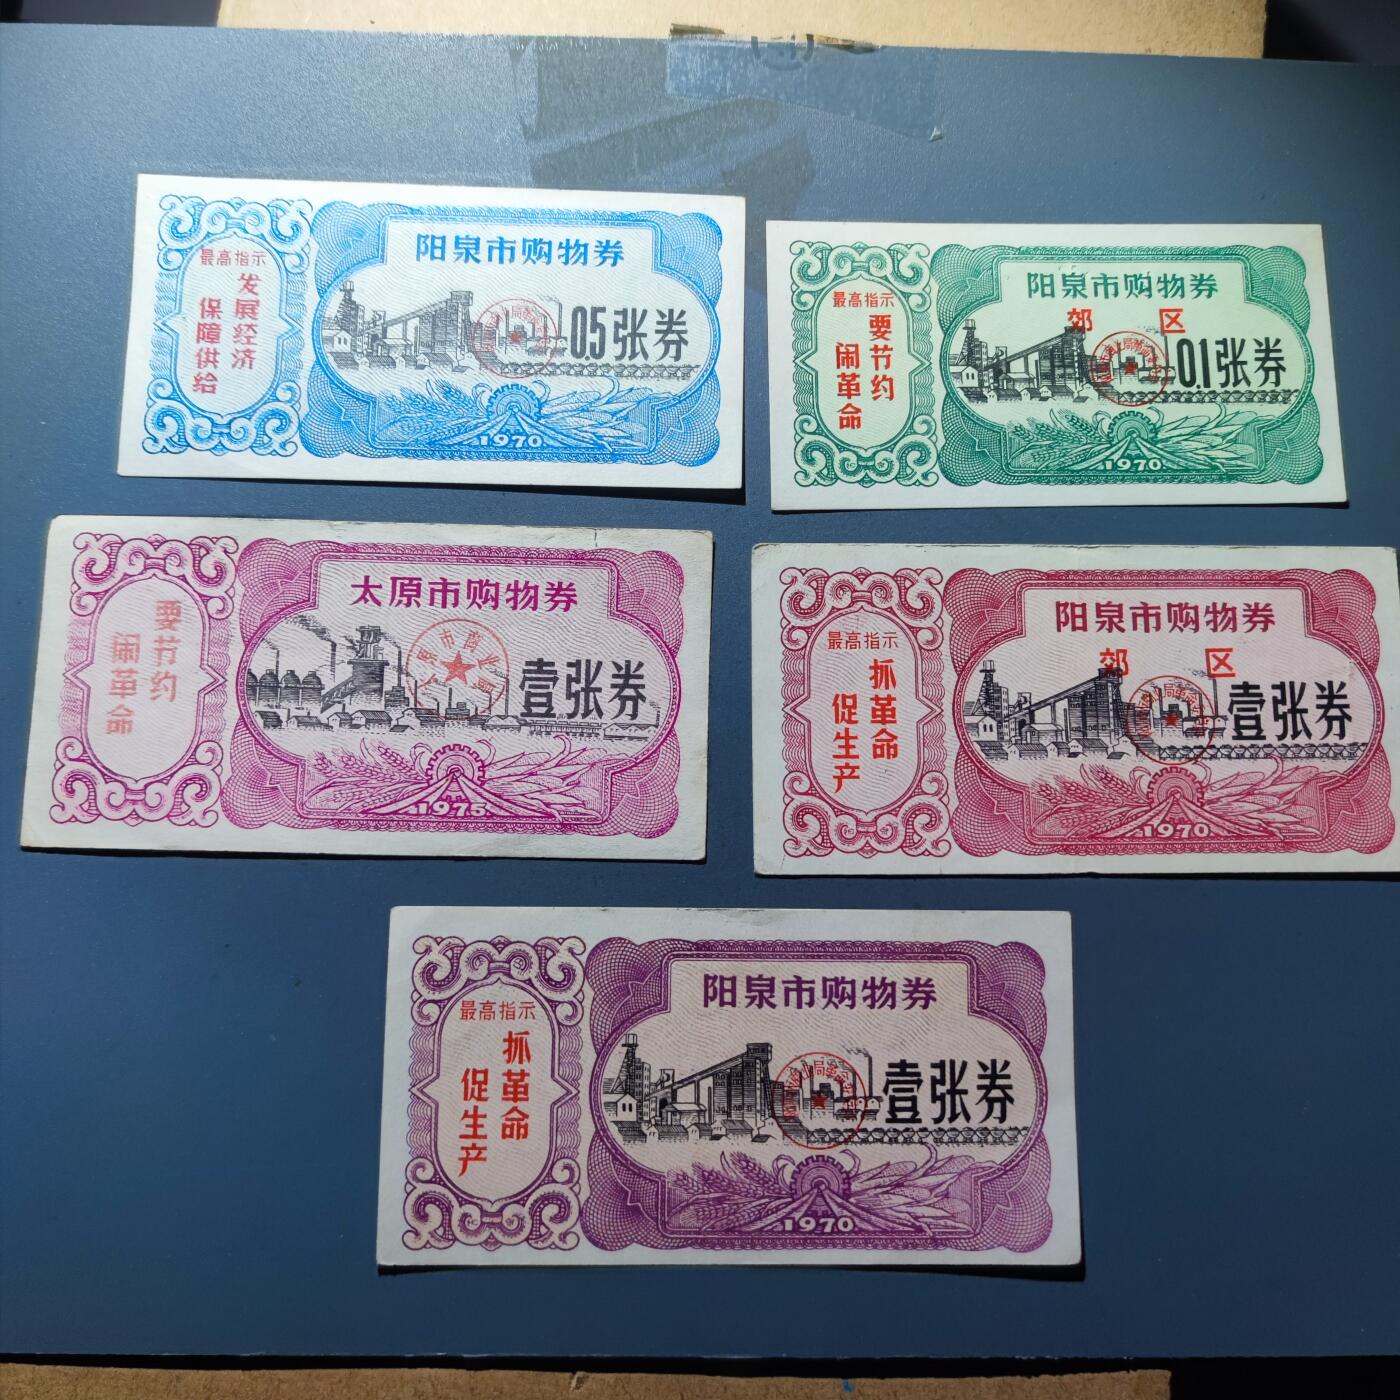 最高指示
发展经济
保障供给
阳泉市购物券
0.5张券
1970
最高指示
要节约
闹革命
阳泉市购物券
郊区
0.1张券
1970
要节约
闹革命
太原市购物券
壹张券
1975
最高指示
抓革命
促生产
阳泉市购物券
郊区
壹张券
1970
最高指示
抓革命
促生产
阳泉市购物券
壹张券
1970